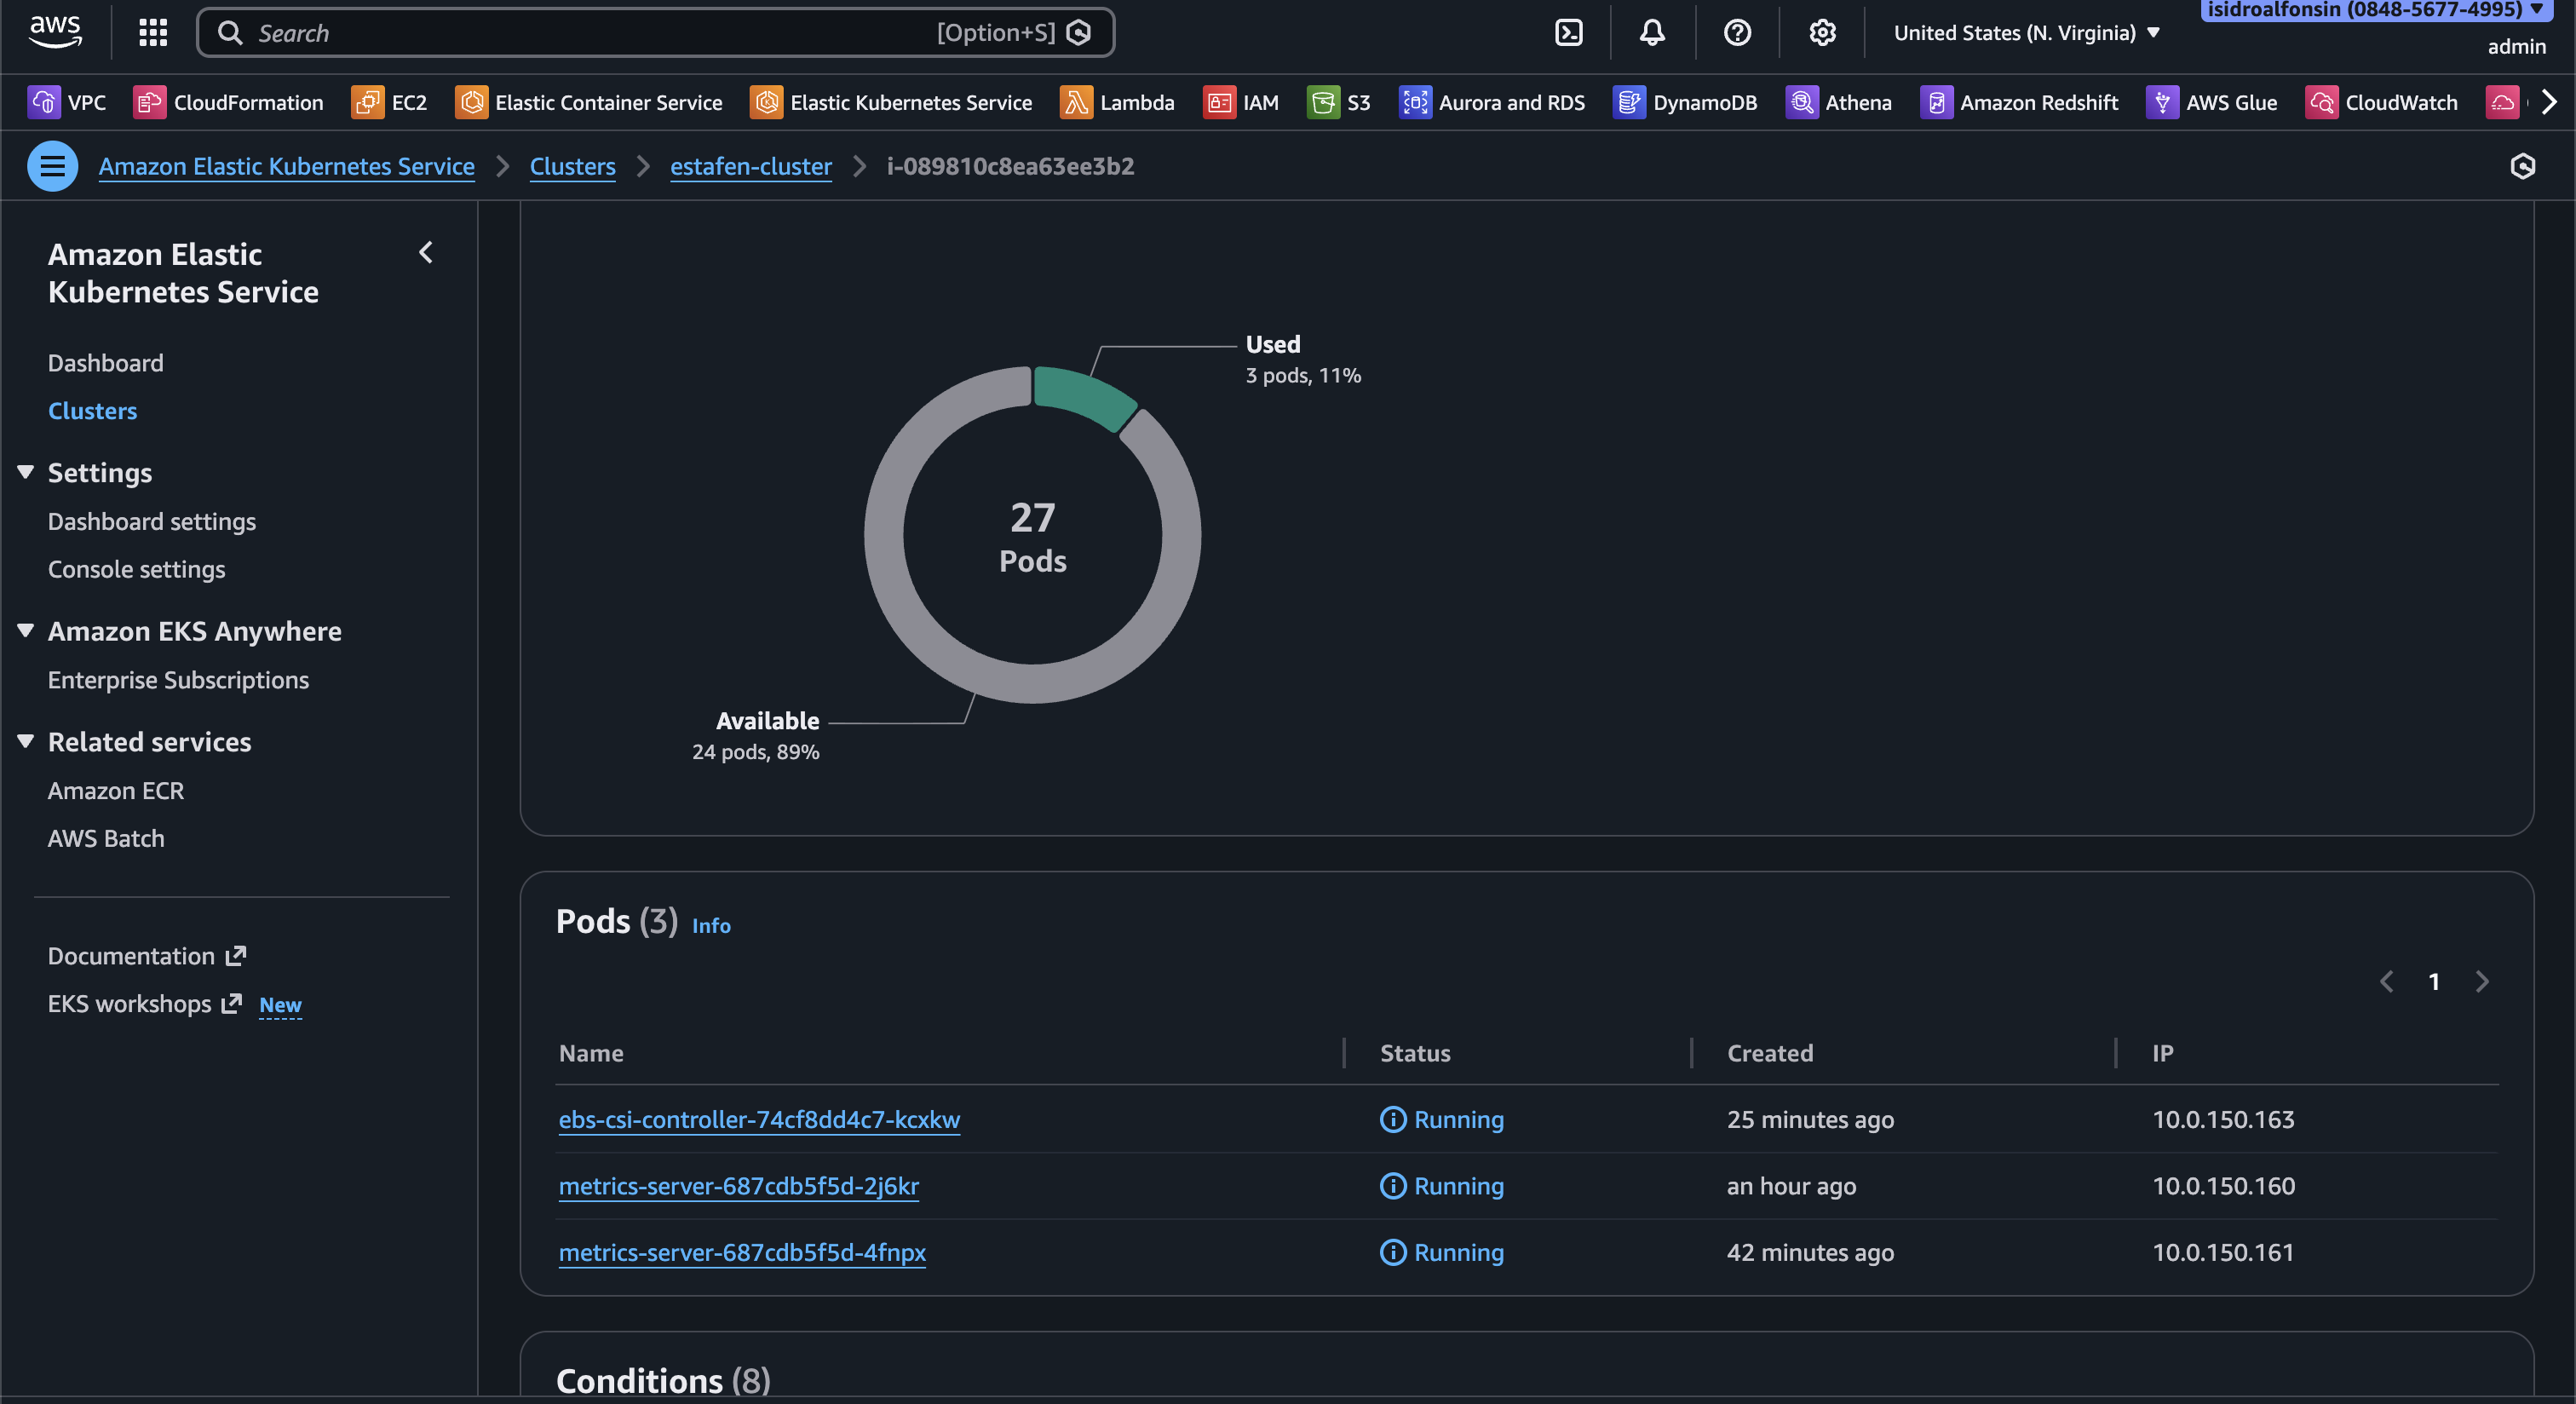 aws
Search
[Option+S]
United States (N. Virginia)
isidroalfonsin (0848-5677-4995)
admin
VPC
CloudFormation
EC2
Elastic Container Service
Elastic Kubernetes Service
Lambda
IAM
S3
Aurora and RDS
DynamoDB
Athena
Amazon Redshift
AWS Glue
CloudWatch
Amazon Elastic Kubernetes Service
Clusters
estafen-cluster
i-089810c8ea63ee3b2
Amazon Elastic
Kubernetes Service
Dashboard
Clusters
Settings
Dashboard settings
Console settings
Amazon EKS Anywhere
Enterprise Subscriptions
Related services
Amazon ECR
AWS Batch
Documentation
EKS workshops New
Used
3 pods, 11%
27
Pods
Available
24 pods, 89%
Pods (3) Info
1
Name Status Created IP
ebs-csi-controller-74cf8dd4c7-kcxkw Running 25 minutes ago 10.0.150.163
metrics-server-687cdb5f5d-2j6kr Running an hour ago 10.0.150.160
metrics-server-687cdb5f5d-4fnpx Running 42 minutes ago 10.0.150.161
Conditions (8)